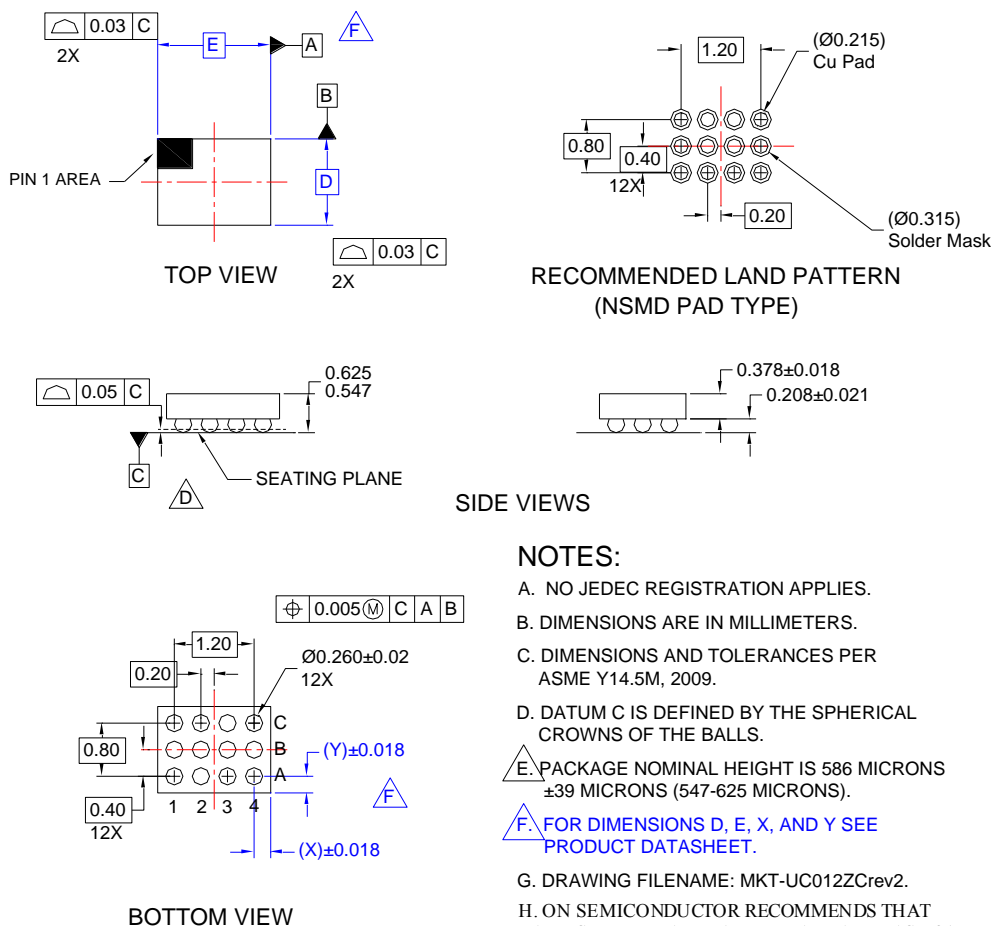 0.03 C
2X
E
A
F
B
PIN 1 AREA
D
0.03 C
2X
TOP VIEW
1.20
(Ø0.215)
Cu Pad
0.80
0.40
12X
0.20
(Ø0.315)
Solder Mask
RECOMMENDED LAND PATTERN
(NSMD PAD TYPE)
0.05 C
0.625
0.547
C
D
SEATING PLANE
0.378±0.018
0.208±0.021
SIDE VIEWS
0.005 Ⓜ C A B
1.20
0.20
Ø0.260±0.02
12X
0.80
C
B
A
(Y)±0.018
F
0.40
12X
1 2 3 4
(X)±0.018
BOTTOM VIEW
NOTES:
A. NO JEDEC REGISTRATION APPLIES.
B. DIMENSIONS ARE IN MILLIMETERS.
C. DIMENSIONS AND TOLERANCES PER
ASME Y14.5M, 2009.
D. DATUM C IS DEFINED BY THE SPHERICAL
CROWNS OF THE BALLS.
E. PACKAGE NOMINAL HEIGHT IS 586 MICRONS
±39 MICRONS (547-625 MICRONS).
F. FOR DIMENSIONS D, E, X, AND Y SEE
PRODUCT DATASHEET.
G. DRAWING FILENAME: MKT-UC012ZCrev2.
H. ON SEMICONDUCTOR RECOMMENDS THAT